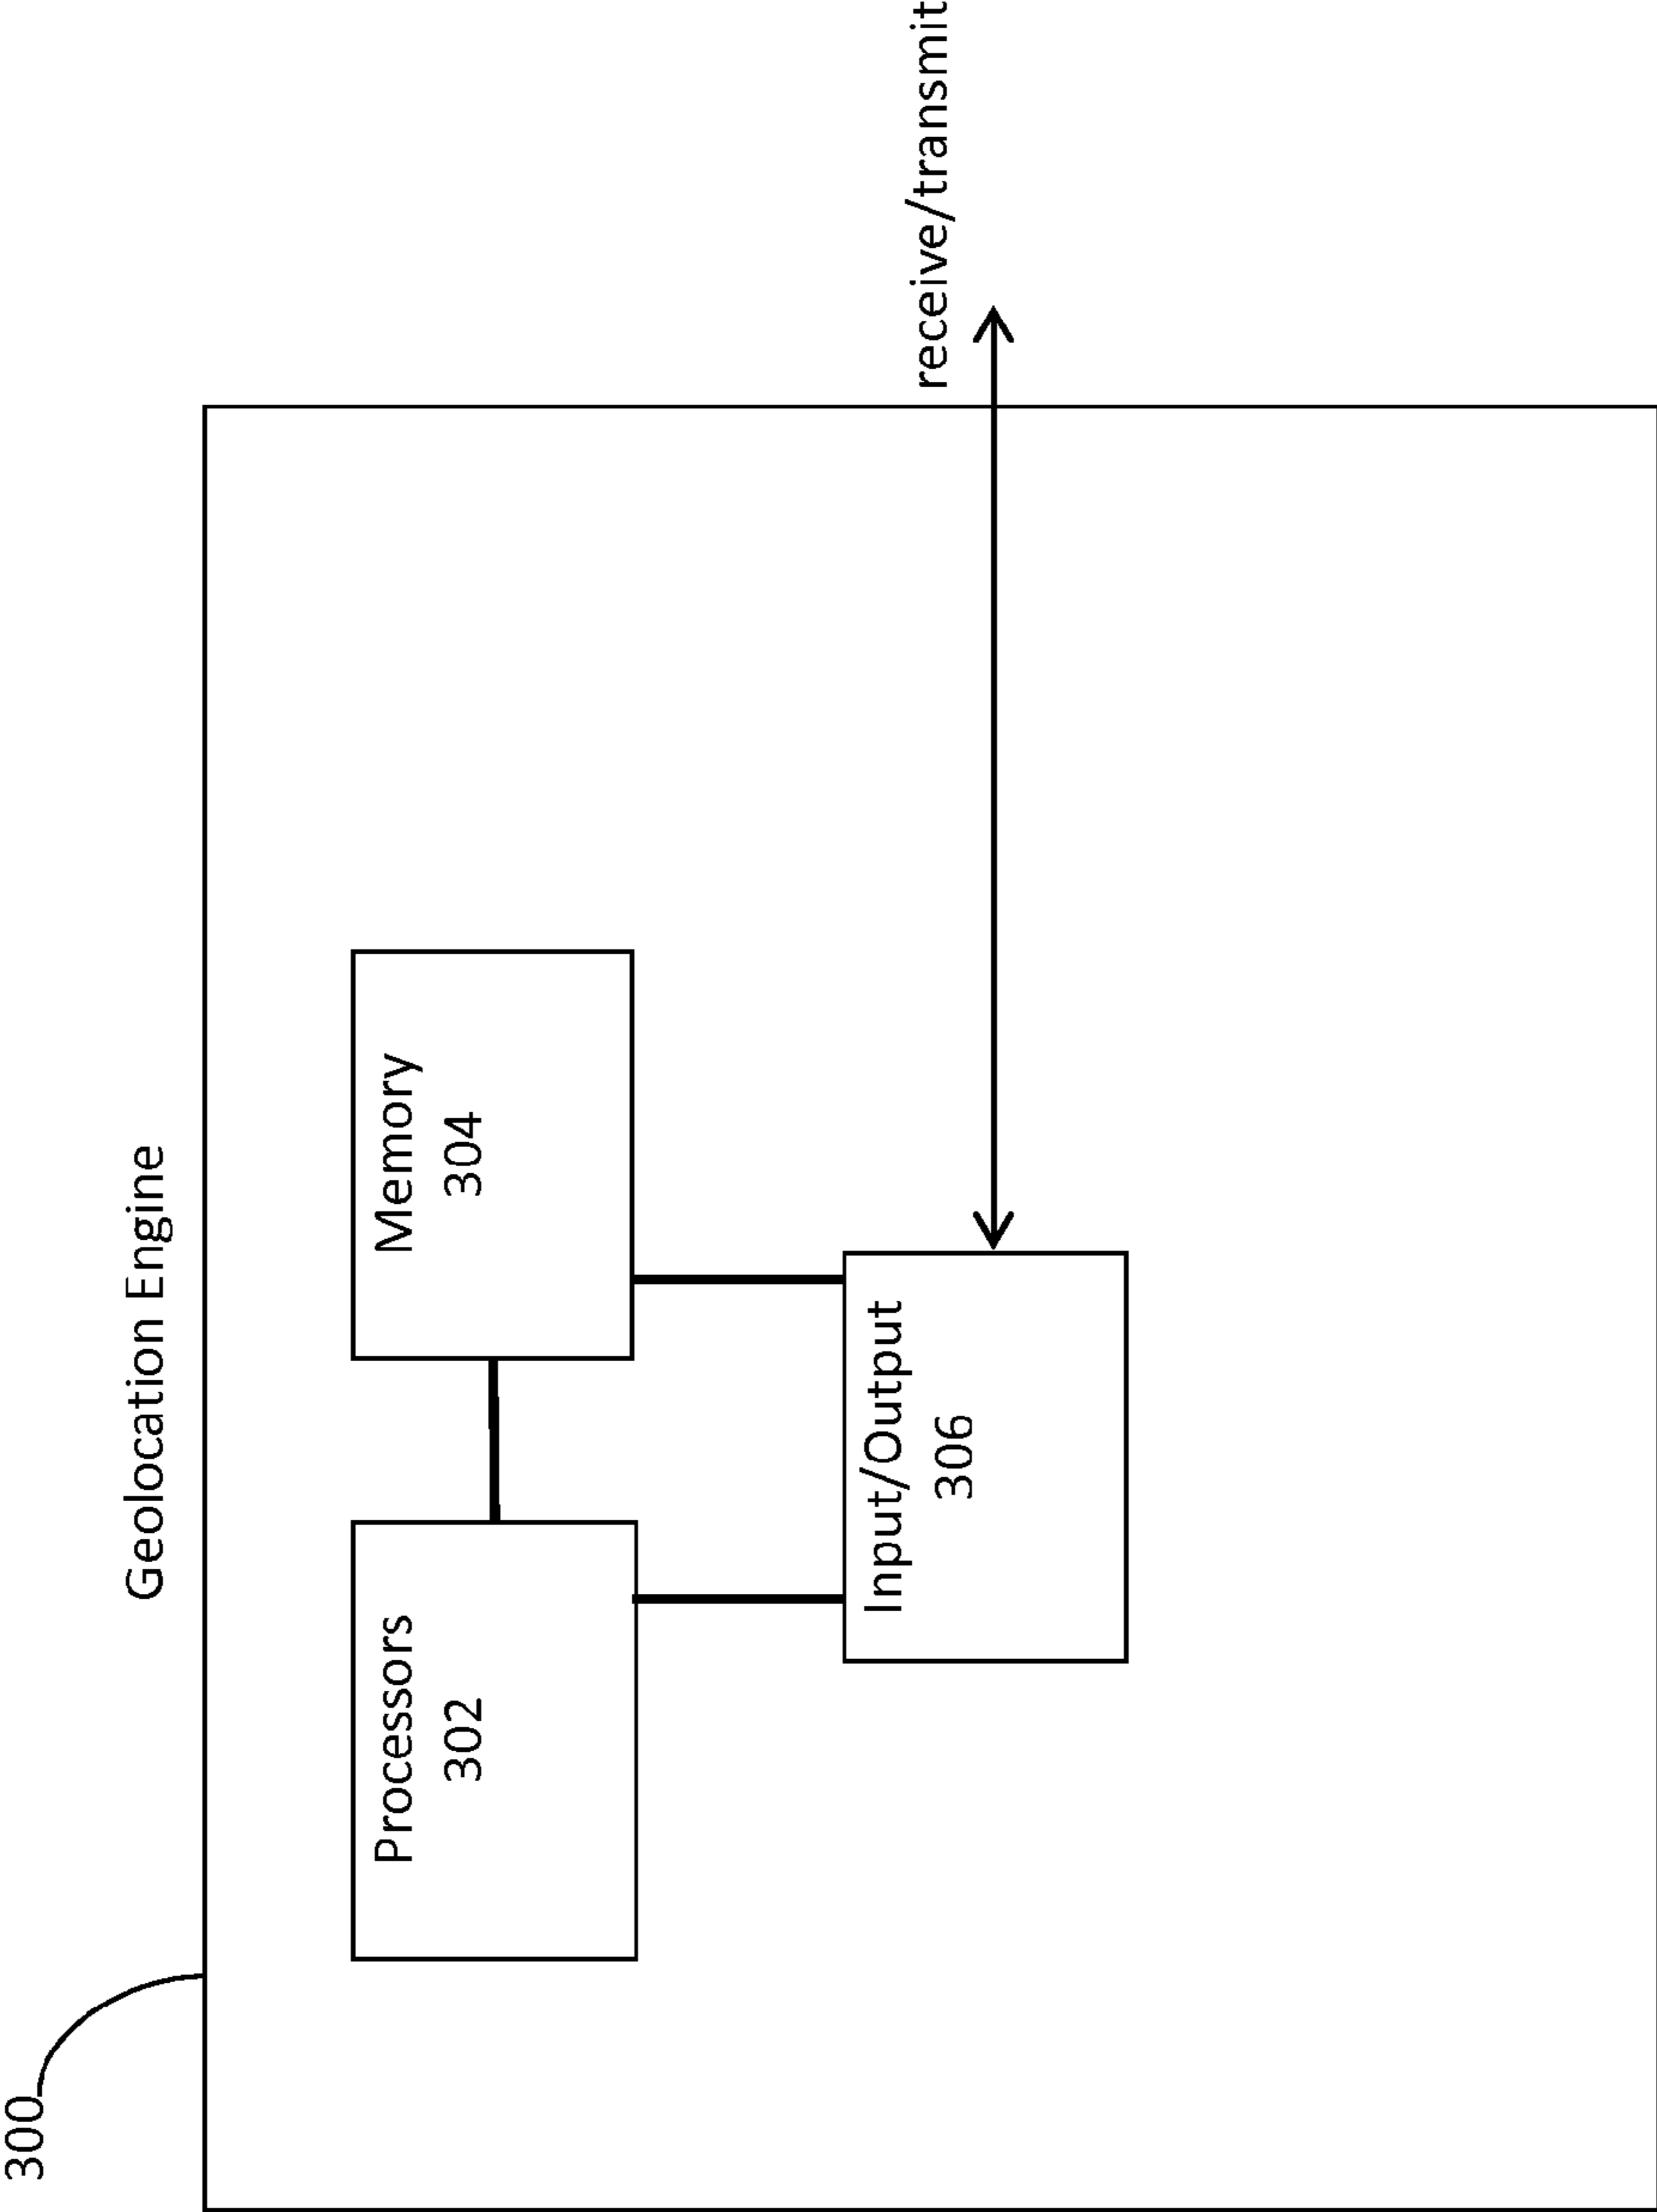 300
Geolocation Engine
Processors
302
Memory
304
Input/Output
306
receive/transmit